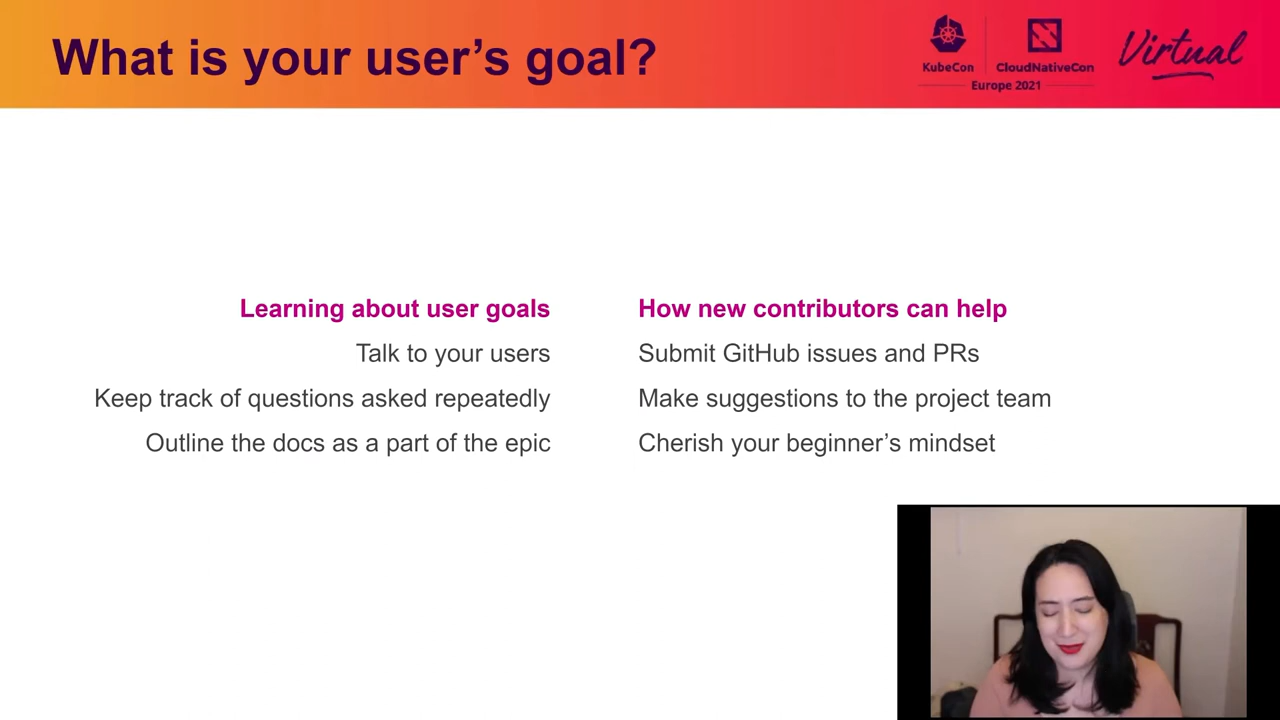 What is your user's goal?
KubeCon
CloudNativeCon
Europe 2021
Virtual
Learning about user goals
Talk to your users
Keep track of questions asked repeatedly
Outline the docs as a part of the epic
How new contributors can help
Submit GitHub issues and PRs
Make suggestions to the project team
Cherish your beginner's mindset